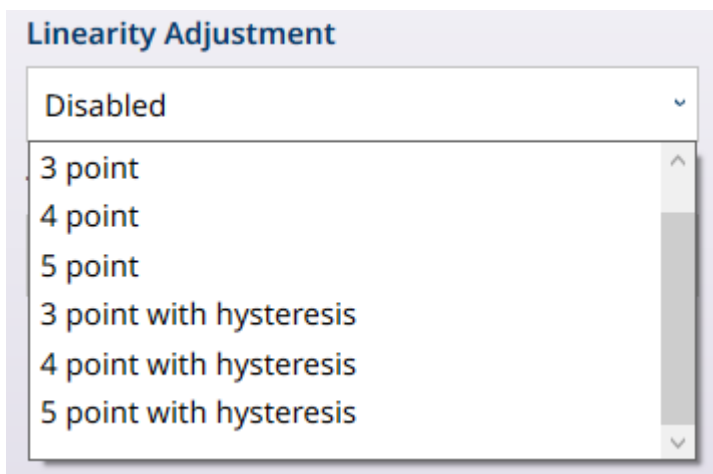 Linearity Adjustment
Disabled
3 point
4 point
5 point
3 point with hysteresis
4 point with hysteresis
5 point with hysteresis